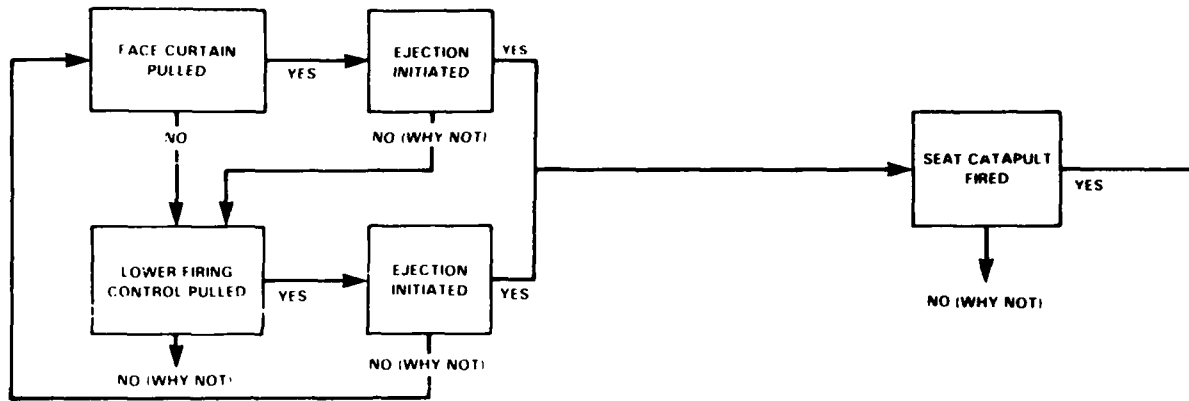 FACE CURTAIN
PULLED
YES
EJECTION
INITIATED
YES
NO
NO (WHY NOT)
SEAT CATAPULT
FIRED
YES
LOWER FIRING
CONTROL PULLED
YES
EJECTION
INITIATED
YES
NO (WHY NOT)
NO (WHY NOT)
NO (WHY NOT)